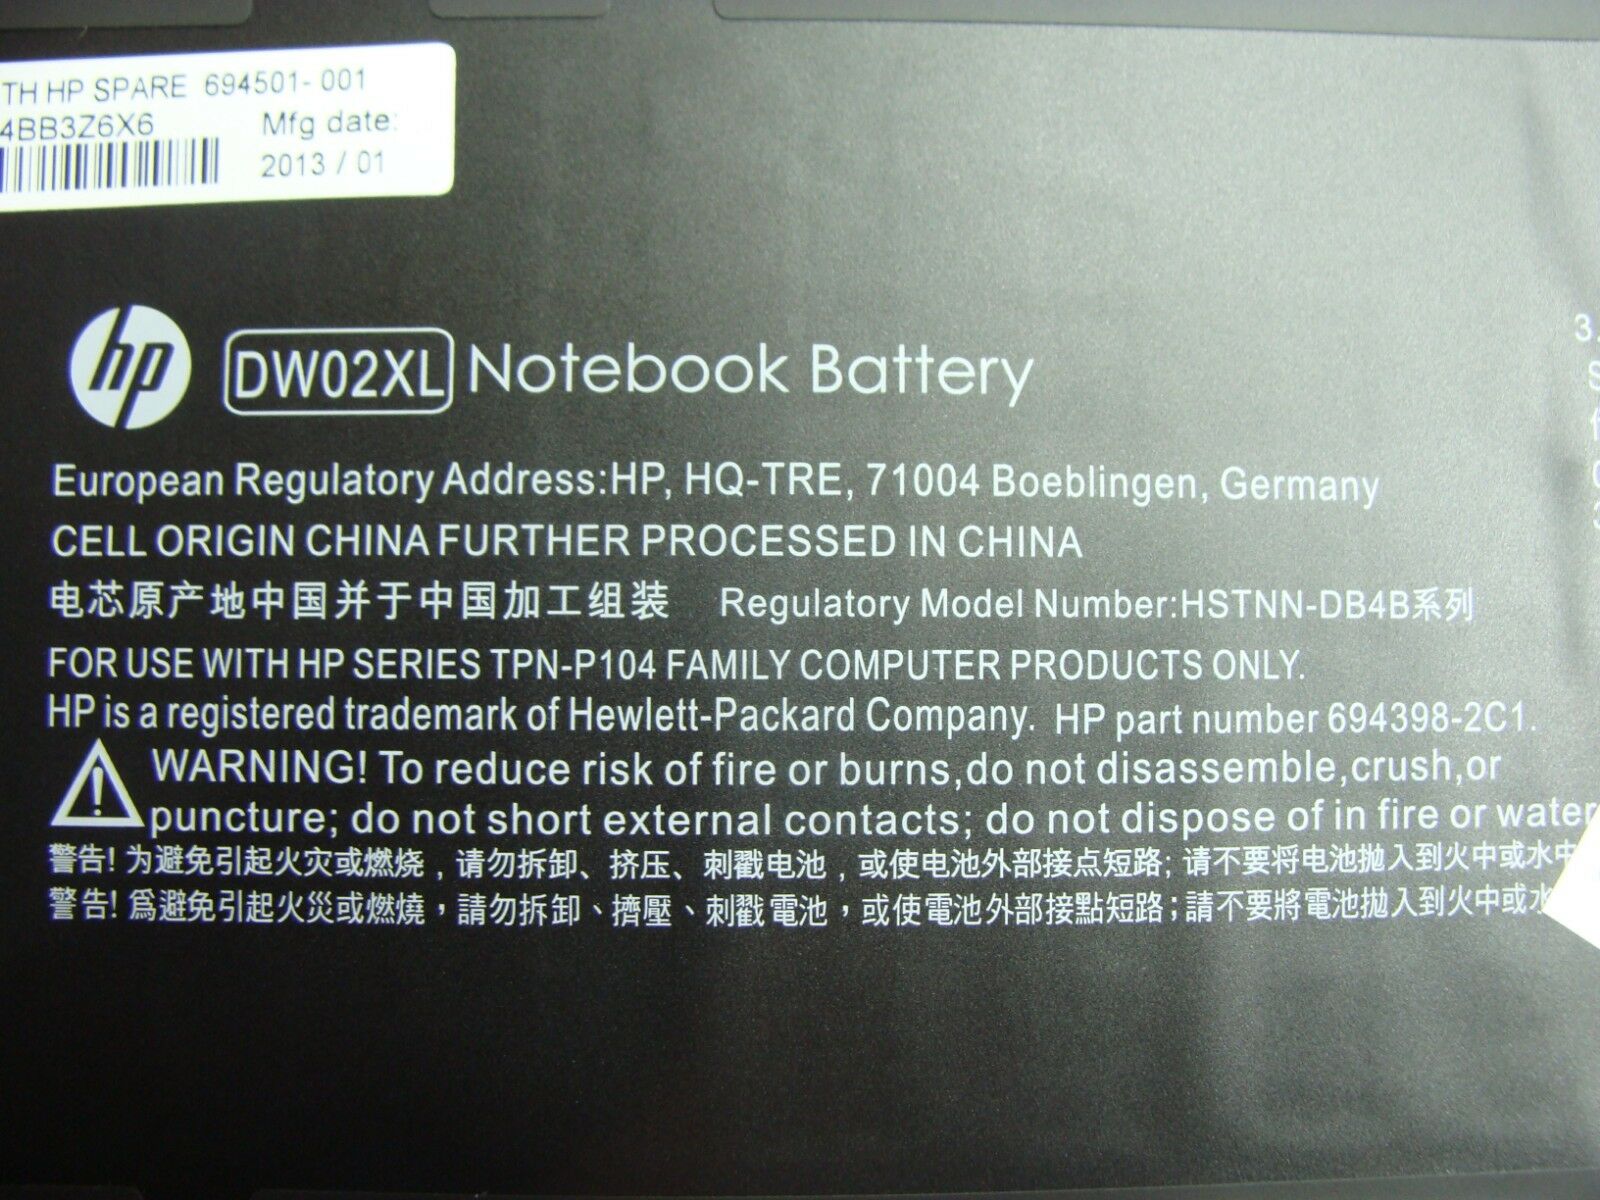 TH HP SPARE 694501-001
4BB3Z6X6 Mfg date:
2013 / 01
hp DW02XL Notebook Battery
European Regulatory Address:HP, HQ-TRE, 71004 Boeblingen, Germany
CELL ORIGIN CHINA FURTHER PROCESSED IN CHINA
电芯原产地中国并于中国加工组装 Regulatory Model Number:HSTNN-DB4B系列
FOR USE WITH HP SERIES TPN-P104 FAMILY COMPUTER PRODUCTS ONLY.
HP is a registered trademark of Hewlett-Packard Company. HP part number 694398-2C1.
WARNING! To reduce risk of fire or burns,do not disassemble,crush,or
puncture; do not short external contacts; do not dispose of in fire or water
警告! 为避免引起火灾或燃烧，请勿拆卸、挤压、刺戳电池，或使电池外部接点短路; 请不要将电池抛入到火中或水中
警告! 爲避免引起火災或燃燒，請勿拆卸、擠壓、刺戳電池，或使電池外部接點短路；請不要將電池拋入到火中或水
3.